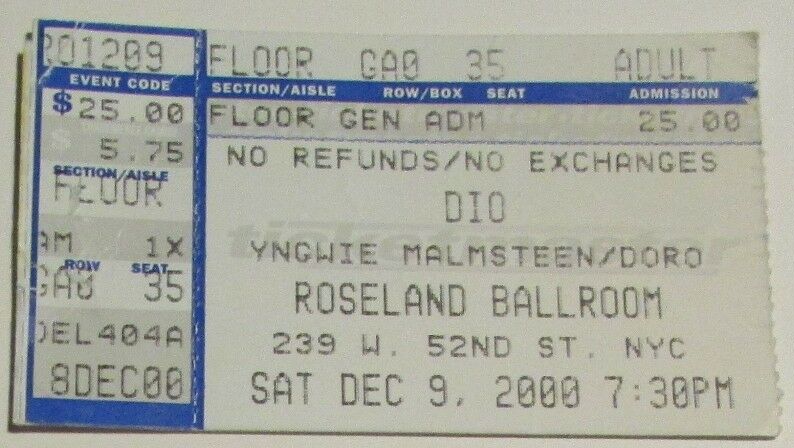 RO1209
EVENT CODE
$ 25.00
$ 5.75
SECTION/AISLE
FLOOR
AM 1X
ROW SEAT
GA0 35
DEL404A
8DEC00
FLOOR GA0 35 ADULT
SECTION/AISLE ROW/BOX SEAT ADMISSION
FLOOR GEN ADM 25.00
NO REFUNDS/NO EXCHANGES
DIO
ticketmaster
YNGWIE MALMSTEEN/DORO
ROSELAND BALLROOM
239 W. 52ND ST. NYC
SAT DEC 9, 2000 7:30PM